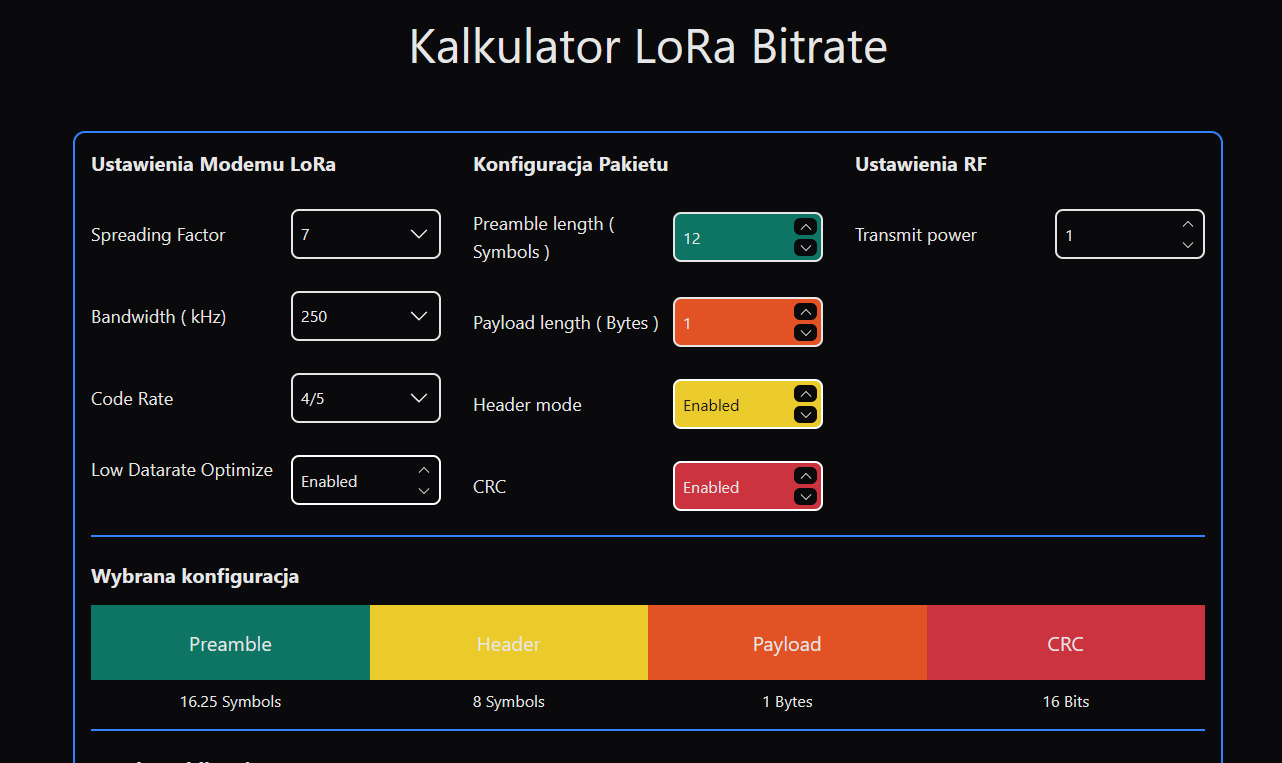 Kalkulator LoRa Bitrate
Ustawienia Modemu LoRa
Spreading Factor
7
Bandwidth ( kHz)
250
Code Rate
4/5
Low Datarate Optimize
Enabled
Konfiguracja Pakietu
Preamble length (
Symbols )
12
Payload length ( Bytes )
1
Header mode
Enabled
CRC
Enabled
Ustawienia RF
Transmit power
1
Wybrana konfiguracja
Preamble
Header
Payload
CRC
16.25 Symbols
8 Symbols
1 Bytes
16 Bits